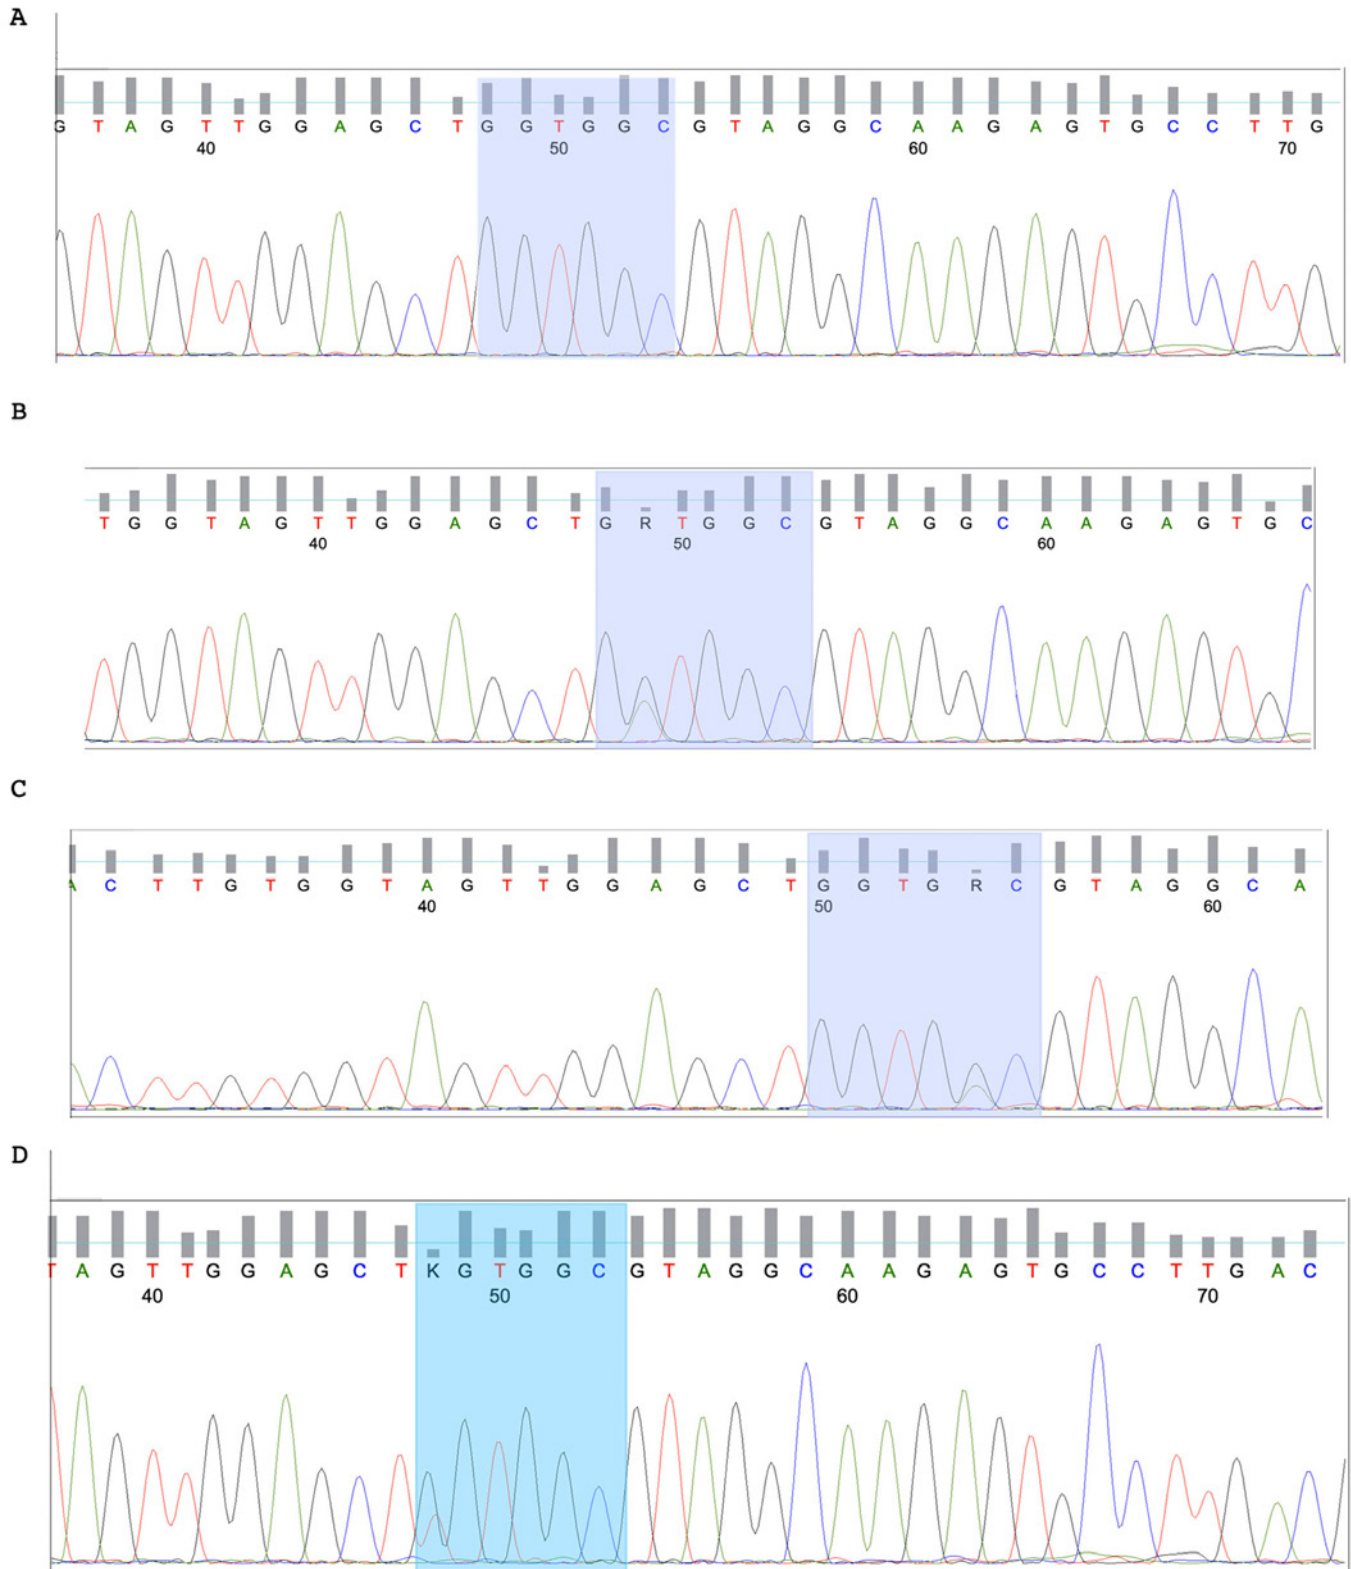 A
G T A G T T G G A G C T G G T G G C G T A G G C A A G A G T G C C T T G
40 50 60 70
B
T G G T A G T T G G A G C T G R T G G C G T A G G C A A G A G T G C
40 50 60
C
A C T T G T G G T A G T T G G A G C T G G T G R C G T A G G C A
40 50 60
D
T A G T T G G A G C T K G T G G C G T A G G C A A G A G T G C C T T G A C
40 50 60 70